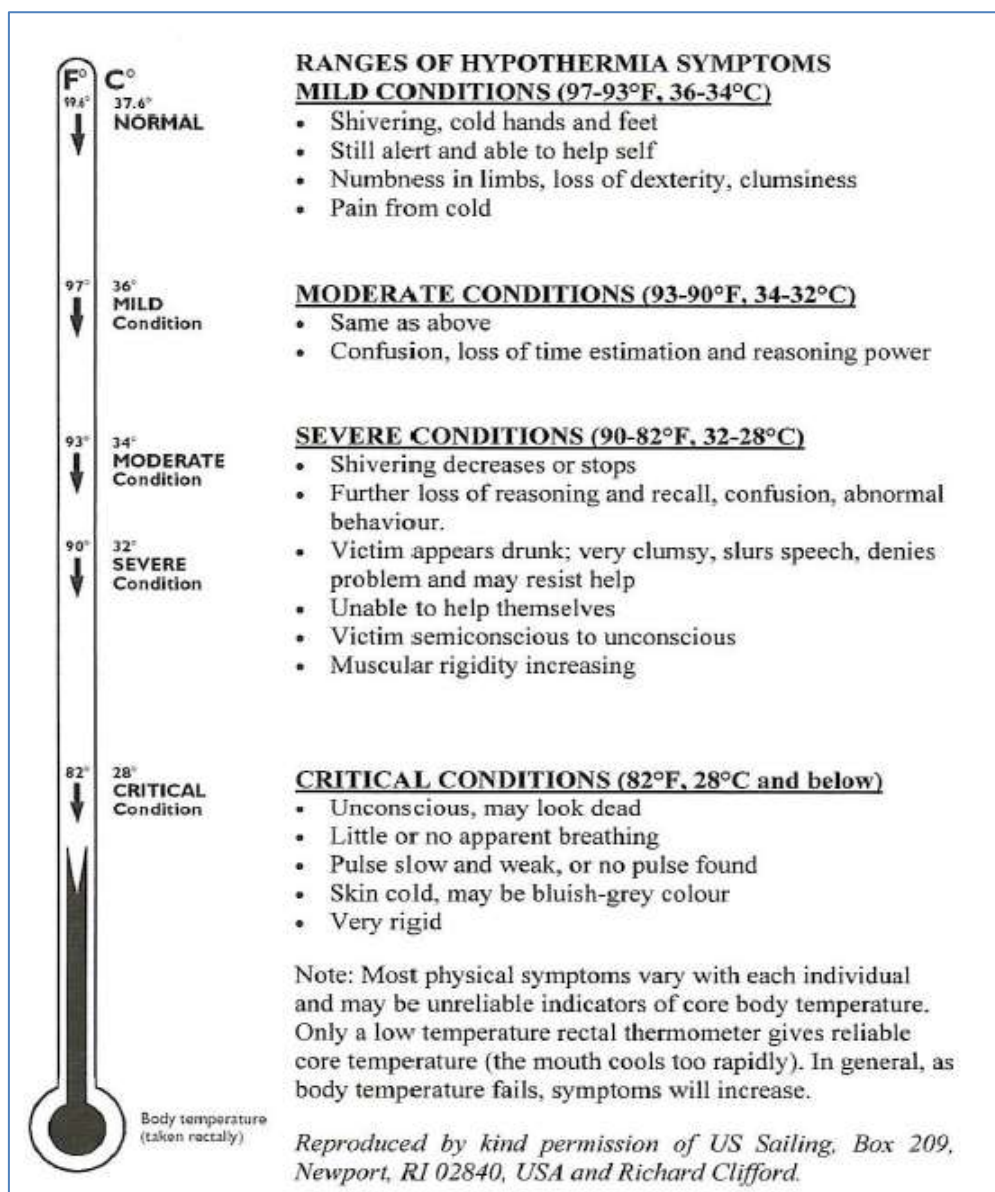 F° C°
99.6° 37.6°
NORMAL
97° 36°
MILD
Condition
93° 34°
MODERATE
Condition
90° 32°
SEVERE
Condition
82° 28°
CRITICAL
Condition
Body temperature
(taken rectally)
RANGES OF HYPOTHERMIA SYMPTOMS
MILD CONDITIONS (97-93°F, 36-34°C)
• Shivering, cold hands and feet
• Still alert and able to help self
• Numbness in limbs, loss of dexterity, clumsiness
• Pain from cold
MODERATE CONDITIONS (93-90°F, 34-32°C)
• Same as above
• Confusion, loss of time estimation and reasoning power
SEVERE CONDITIONS (90-82°F, 32-28°C)
• Shivering decreases or stops
• Further loss of reasoning and recall, confusion, abnormal
behaviour.
• Victim appears drunk; very clumsy, slurs speech, denies
problem and may resist help
• Unable to help themselves
• Victim semiconscious to unconscious
• Muscular rigidity increasing
CRITICAL CONDITIONS (82°F, 28°C and below)
• Unconscious, may look dead
• Little or no apparent breathing
• Pulse slow and weak, or no pulse found
• Skin cold, may be bluish-grey colour
• Very rigid
Note: Most physical symptoms vary with each individual
and may be unreliable indicators of core body temperature.
Only a low temperature rectal thermometer gives reliable
core temperature (the mouth cools too rapidly). In general, as
body temperature fails, symptoms will increase.
Reproduced by kind permission of US Sailing, Box 209,
Newport, RI 02840, USA and Richard Clifford.